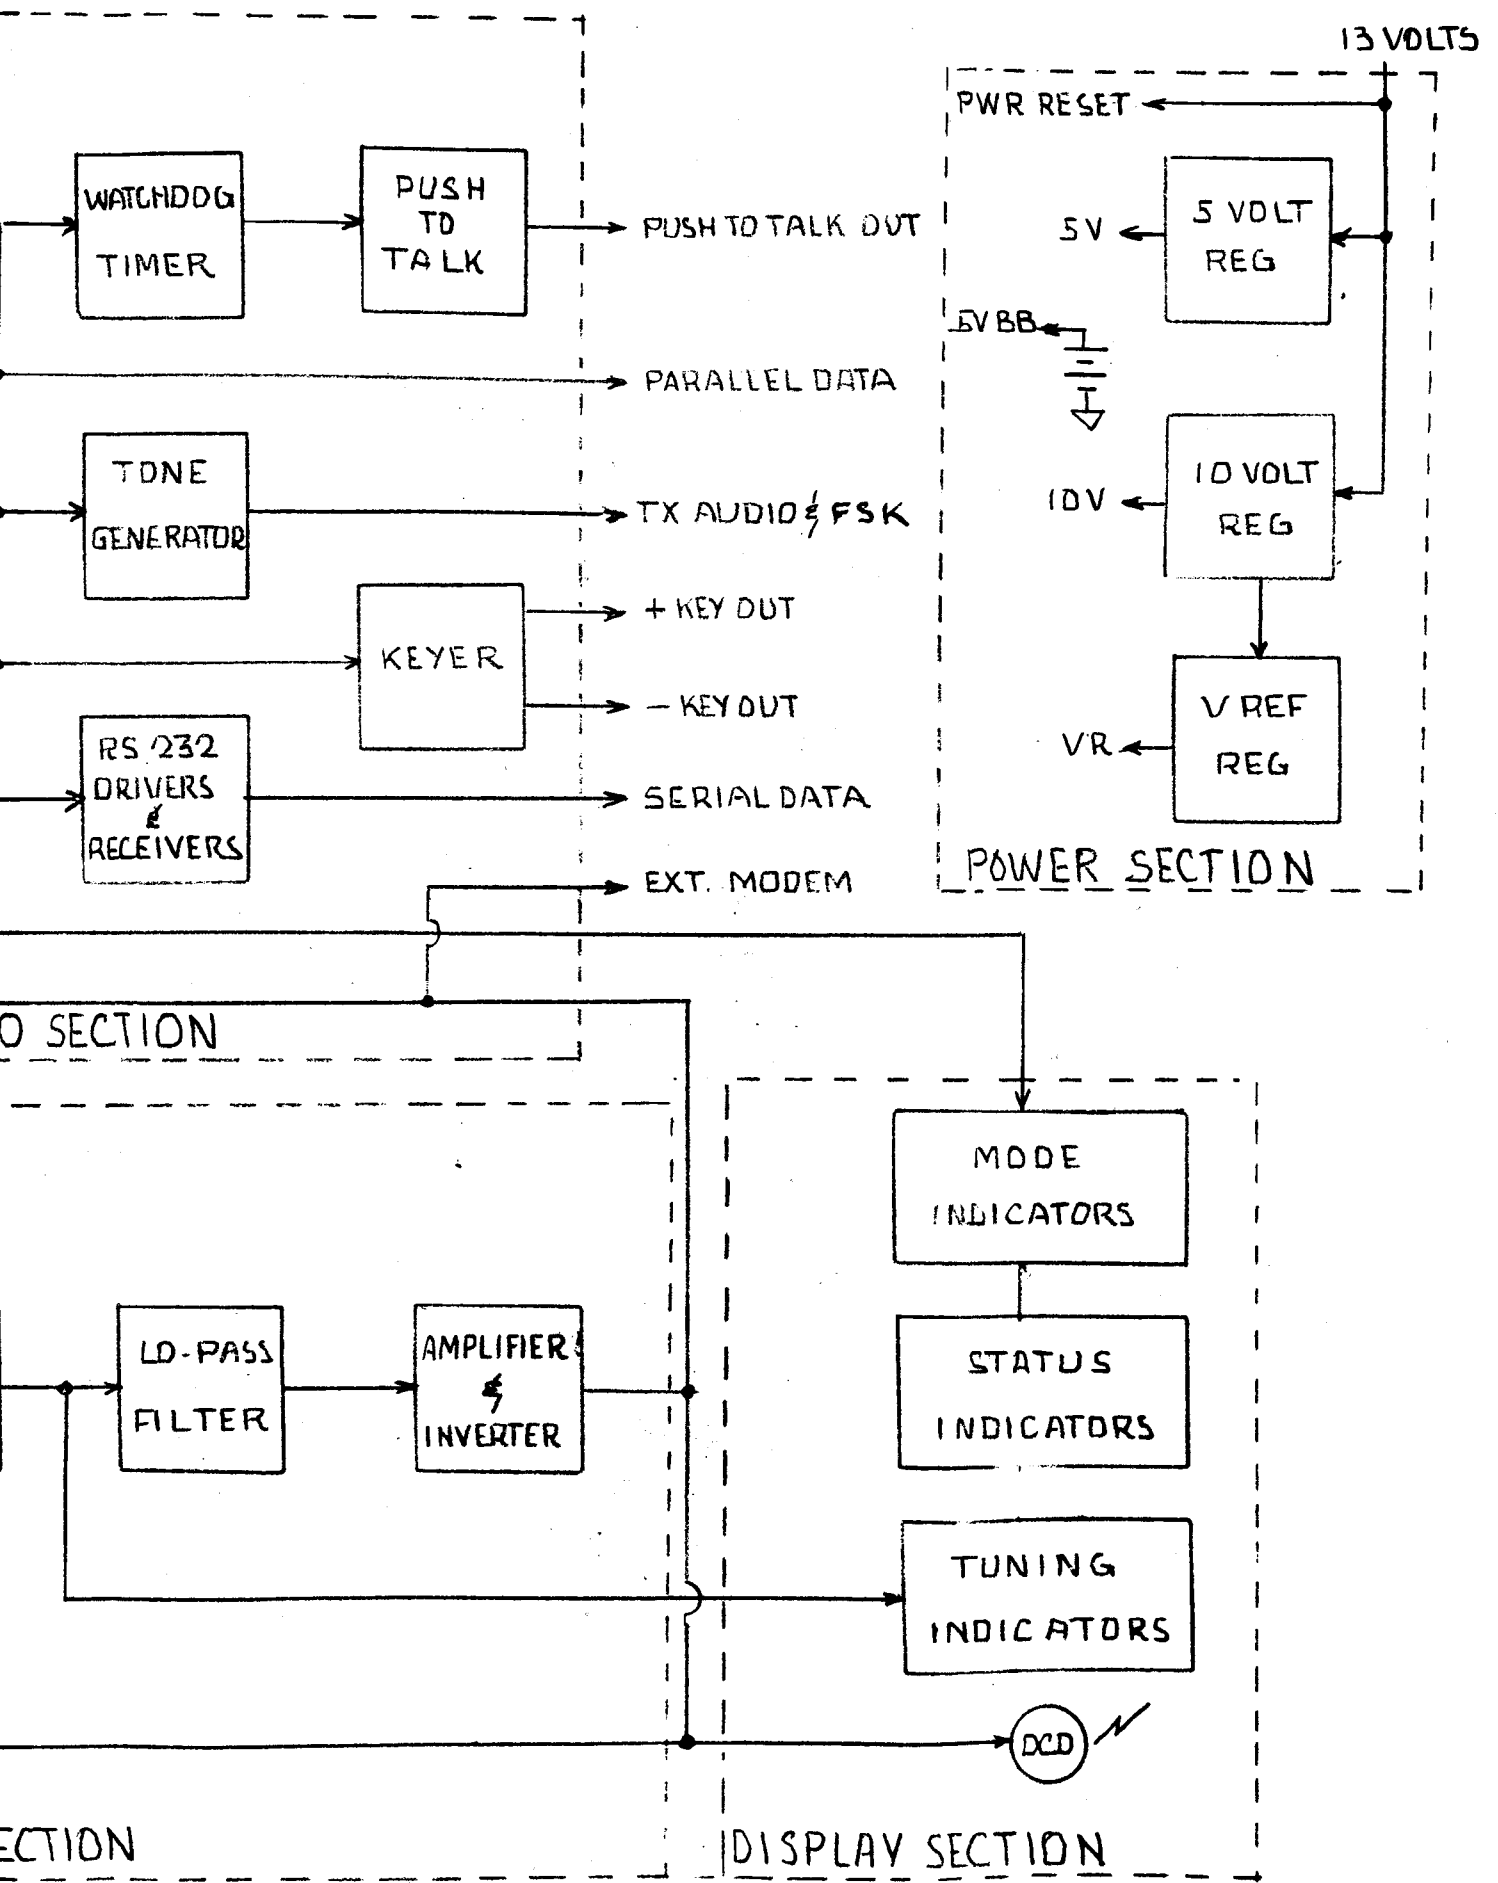 13 VOLTS
PWR RESET
WATCHDOG
TIMER
PUSH
TO
TALK
PUSH TO TALK OUT
5V
5 VOLT
REG
5V BB
PARALLEL DATA
TONE
GENERATOR
TX AUDIO & FSK
10V
10 VOLT
REG
KEYER
+ KEY OUT
- KEY OUT
VR
V REF
REG
RS 232
DRIVERS
&
RECEIVERS
SERIAL DATA
POWER SECTION
EXT. MODEM
O SECTION
MODE
INDICATORS
LO-PASS
FILTER
AMPLIFIER
&
INVERTER
STATUS
INDICATORS
TUNING
INDICATORS
DCD
ECTION
DISPLAY SECTION